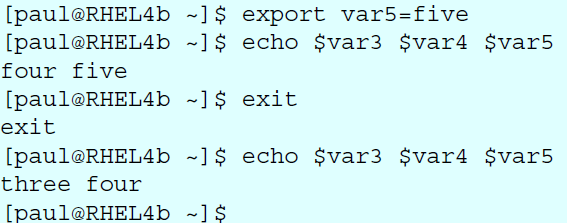 [paul@RHEL4b ~]$ export var5=five
[paul@RHEL4b ~]$ echo $var3 $var4 $var5
four five
[paul@RHEL4b ~]$ exit
exit
[paul@RHEL4b ~]$ echo $var3 $var4 $var5
three four
[paul@RHEL4b ~]$